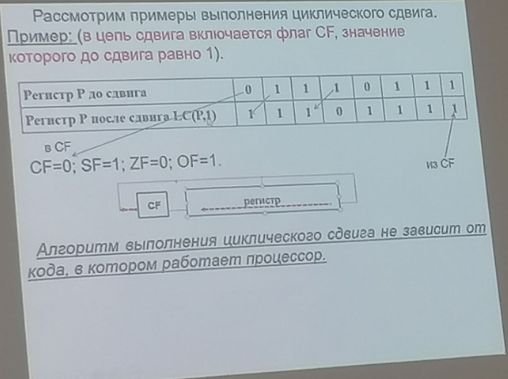 Рассмотрим примеры выполнения циклического сдвига.
Пример: (в цепь сдвига включается флаг CF, значение
которого до сдвига равно 1).
Регистр Р до сдвига 0 1 1 1 0 1 1 1
Регистр Р после сдвига LC(P,1) 1 1 1 0 1 1 1 1
в CF
из CF
CF=0; SF=1; ZF=0; OF=1.
CF регистр
Алгоритм выполнения циклического сдвига не зависит от
кода, в котором работает процессор.